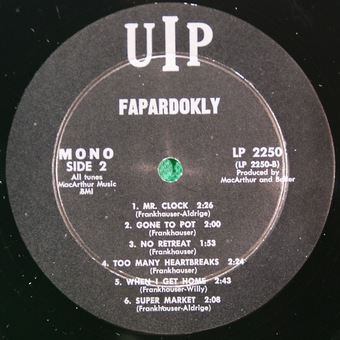 UIP
FAPARDOKLY
MONO
SIDE 2
All tunes
MacArthur Music
BMI
LP 2250
(LP 2250-B)
Produced by
MacArthur and Baker
1. MR. CLOCK 2:26
(Frankhauser-Aldrige)
2. GONE TO POT 2:00
(Frankhauser)
3. NO RETREAT 1:53
(Frankhauser)
4. TOO MANY HEARTBREAKS 2:24
(Frankhauser)
5. WHEN I GET HOME 2:43
(Frankhauser-Willy)
6. SUPER MARKET 2:08
(Frankhauser-Aldrige)